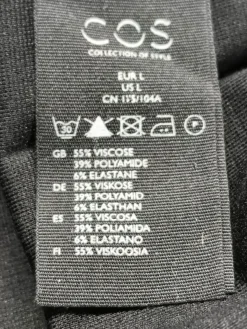 COS
COLLECTION OF STYLE
EUR L
US L
CN 175/104A
30
GB 55% VISCOSE
39% POLYAMIDE
6% ELASTANE
DE 55% VISKOSE
39% POLYAMID
6% ELASTHAN
ES 55% VISCOSA
39% POLIAMIDA
6% ELASTANO
FI 55% VISKOOSIA